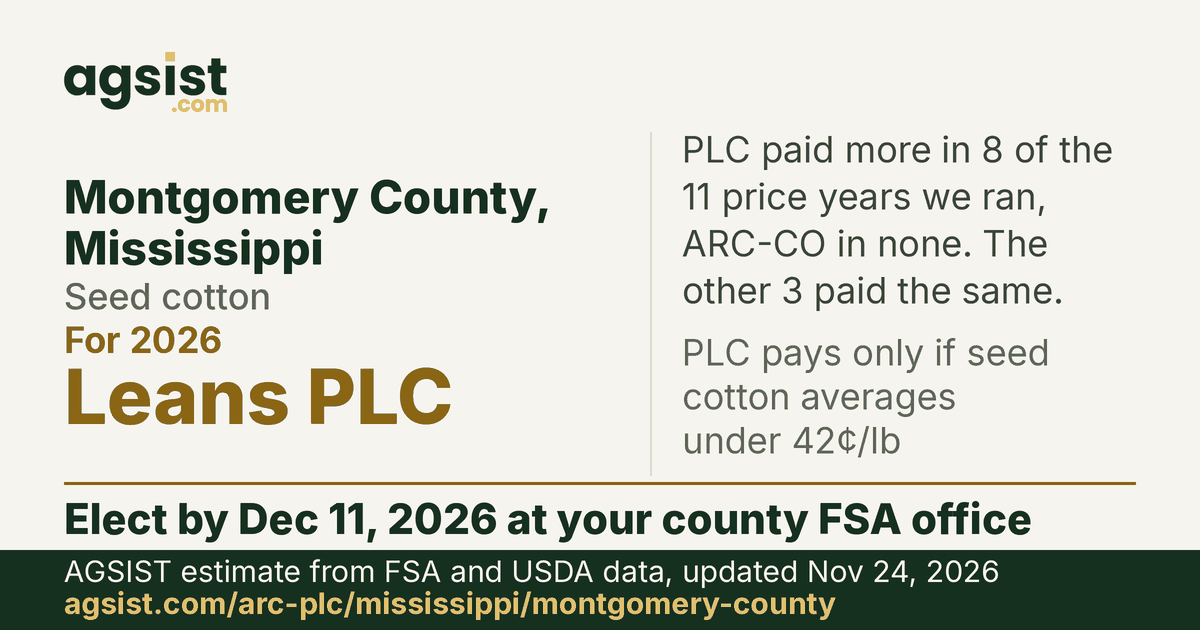 agsist
.com
Montgomery County,
Mississippi
Seed cotton
For 2026
Leans PLC
PLC paid more in 8 of the
11 price years we ran,
ARC-CO in none. The
other 3 paid the same.
PLC pays only if seed
cotton averages
under 42¢/lb
Elect by Dec 11, 2026 at your county FSA office
AGSIST estimate from FSA and USDA data, updated Nov 24, 2026
agsist.com/arc-plc/mississippi/montgomery-county